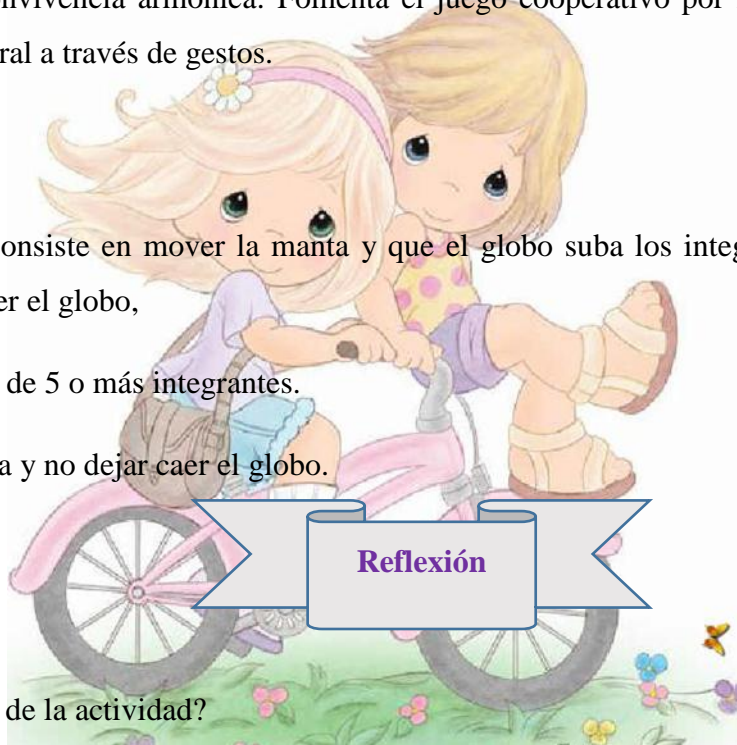 nvivencia armónica. Fomenta el juego cooperativo por
ral a través de gestos.
onsiste en mover la manta y que el globo suba los integ
er el globo,
de 5 o más integrantes.
a y no dejar caer el globo.
Reflexión
de la actividad?